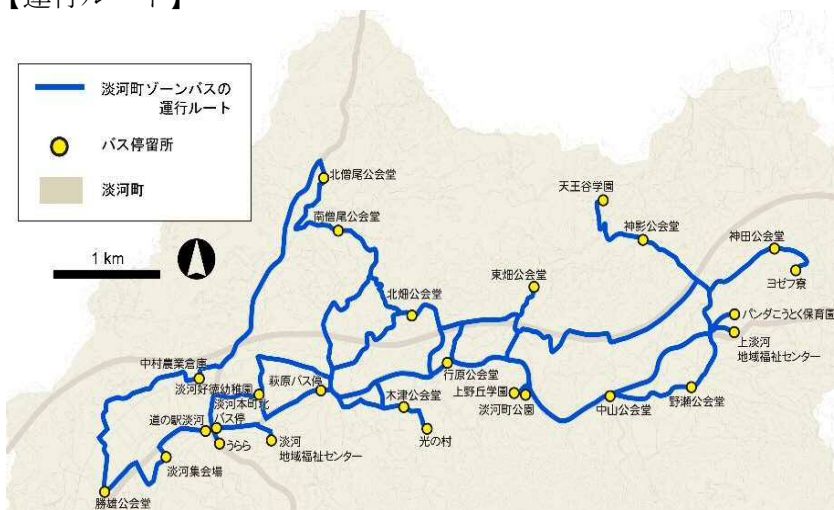 【運行ルート】
淡河町ゾーンバスの
運行ルート
バス停留所
淡河町
1 km
北僧尾公会堂
南僧尾公会堂
天王谷学園
神影公会堂
神田公会堂
ヨゼフ寮
東畑公会堂
北畑公会堂
パンダこうとく保育園
上淡河
地域福祉センター
中村農業倉庫
淡河好徳幼稚園
萩原バス停
行原公会堂
上野丘学園
淡河町公園
中山公会堂
野瀬公会堂
淡河本町北
バス停
木津公会堂
道の駅淡河
うらら
淡河
地域福祉センター
光の村
淡河集会場
勝雄公会堂